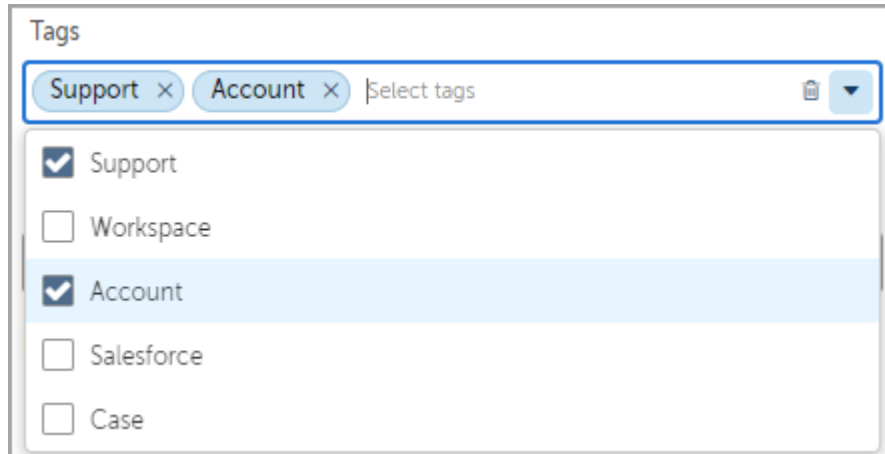 Tags
Support × Account × Select tags
Support
Workspace
Account
Salesforce
Case